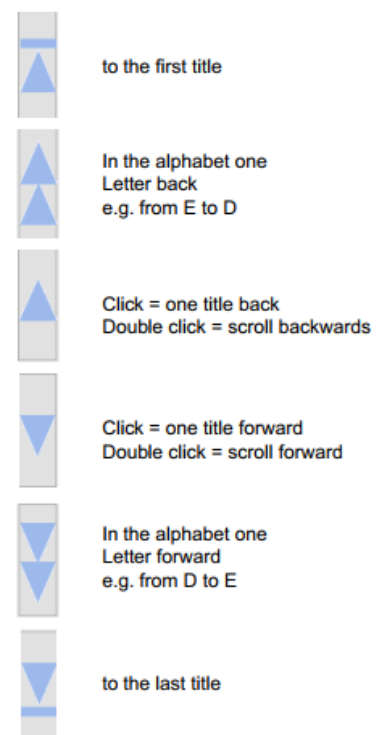 to the first title
In the alphabet one
Letter back
e.g. from E to D
Click = one title back
Double click = scroll backwards
Click = one title forward
Double click = scroll forward
In the alphabet one
Letter forward
e.g. from D to E
to the last title